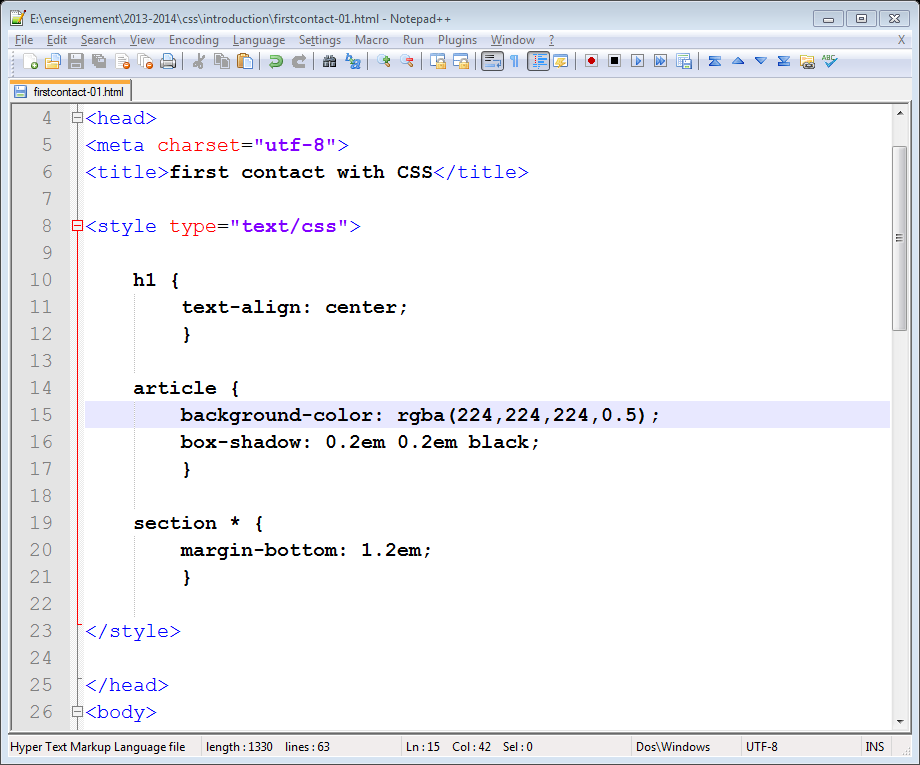 E:\enseignement\2013-2014\css\introduction\firstcontact-01.html - Notepad++
File Edit Search View Encoding Language Settings Macro Run Plugins Window ? X
ABC
firstcontact-01.html
4 <head>
5 <meta charset="utf-8">
6 <title>first contact with CSS</title>
7
8 <style type="text/css">
9
10 h1 {
11 text-align: center;
12 }
13
14 article {
15 background-color: rgba(224,224,224,0.5);
16 box-shadow: 0.2em 0.2em black;
17 }
18
19 section * {
20 margin-bottom: 1.2em;
21 }
22
23 </style>
24
25 </head>
26 <body>
Hyper Text Markup Language file length : 1330 lines : 63 Ln : 15 Col : 42 Sel : 0 Dos\Windows UTF-8 INS